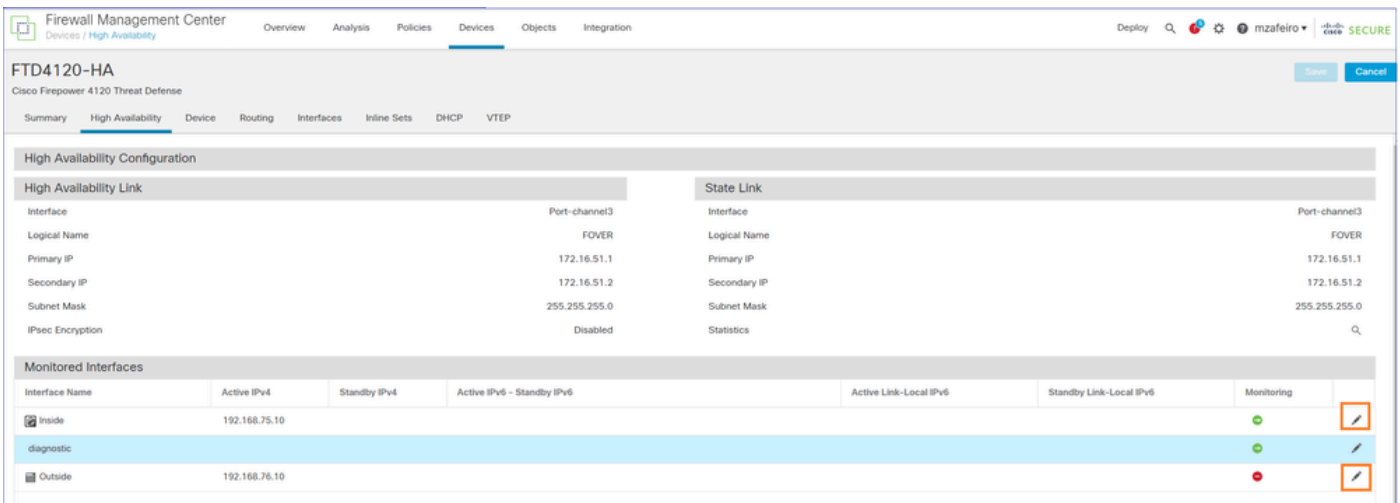 Firewall Management Center
Devices / High Availability
Overview Analysis Policies Devices Objects Integration
Deploy mzafeiro cisco SECURE
FTD4120-HA
Save Cancel
Cisco Firepower 4120 Threat Defense
Summary High Availability Device Routing Interfaces Inline Sets DHCP VTEP
High Availability Configuration
High Availability Link State Link
Interface Port-channel3 Interface Port-channel3
Logical Name FOVER Logical Name FOVER
Primary IP 172.16.51.1 Primary IP 172.16.51.1
Secondary IP 172.16.51.2 Secondary IP 172.16.51.2
Subnet Mask 255.255.255.0 Subnet Mask 255.255.255.0
IPsec Encryption Disabled Statistics
Monitored Interfaces
Interface Name Active IPv4 Standby IPv4 Active IPv6 - Standby IPv6 Active Link-Local IPv6 Standby Link-Local IPv6 Monitoring
Inside 192.168.75.10
diagnostic
Outside 192.168.76.10